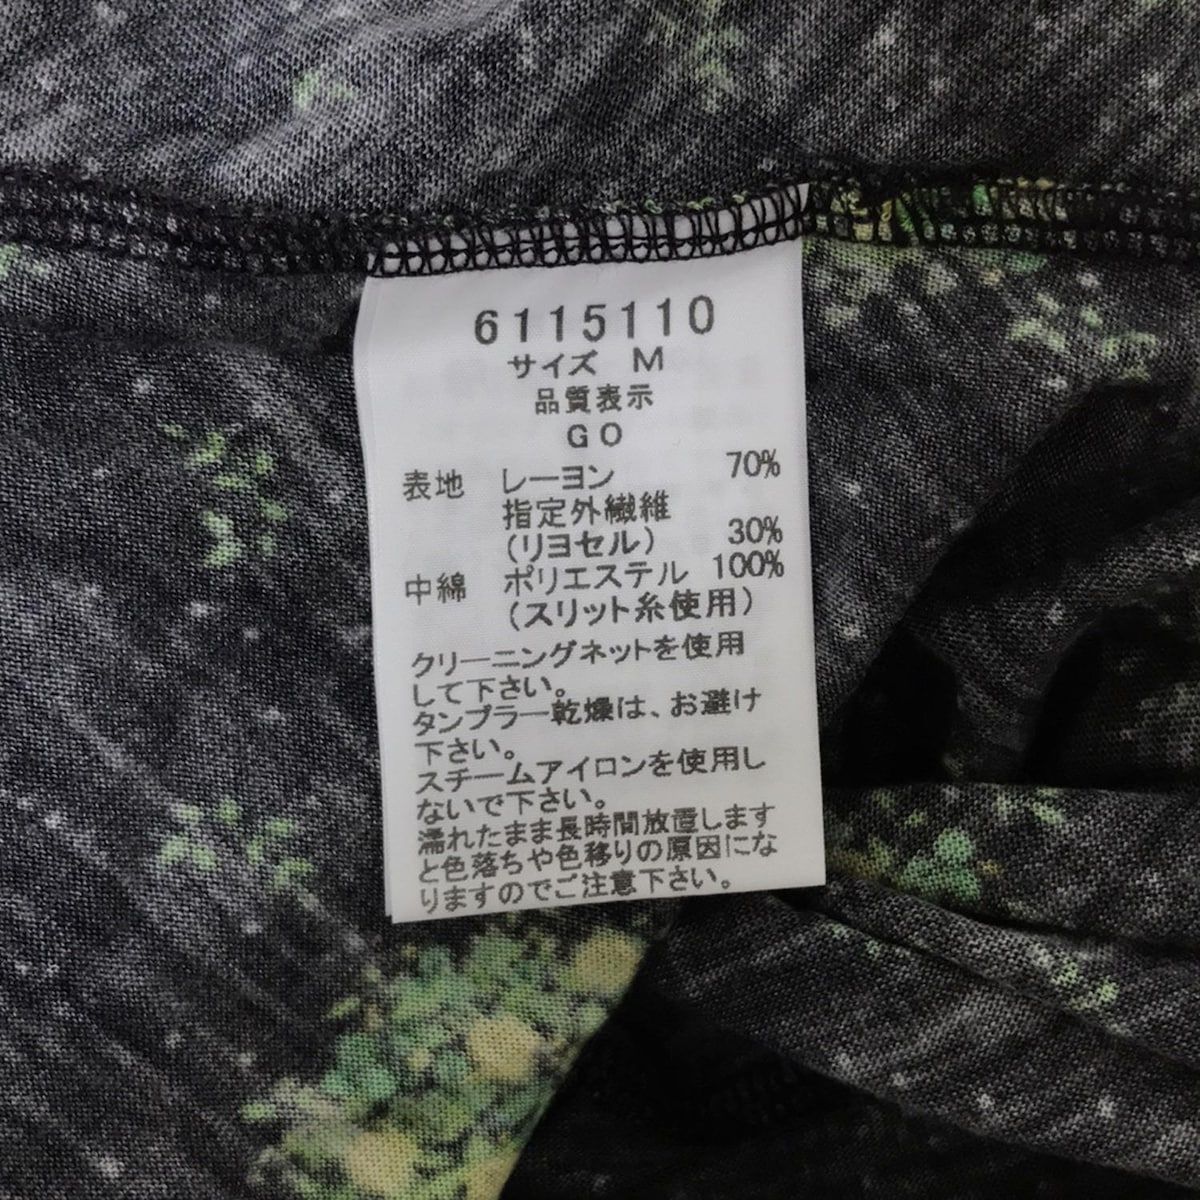 6115110
サイズ M
品質表示
GO
表地 レーヨン 70%
指定外繊維
(リヨセル) 30%
中綿 ポリエステル 100%
(スリット糸使用)
クリーニングネットを使用
して下さい。
タンブラー乾燥は、お避け
下さい。
スチームアイロンを使用し
ないで下さい。
濡れたまま長時間放置します
と色落ちや色移りの原因にな
りますのでご注意下さい。